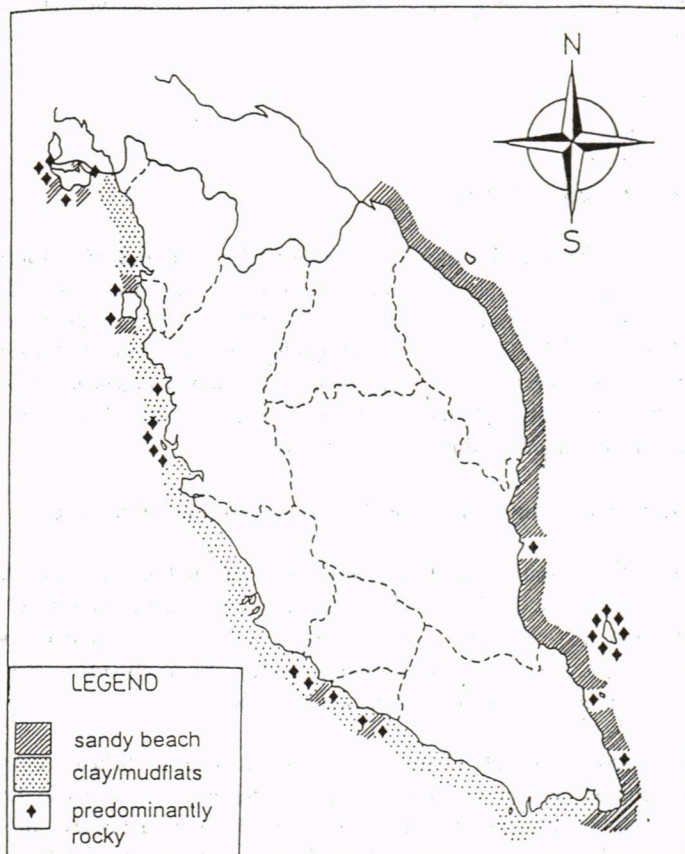 N
S
LEGEND
sandy beach
clay/mudflats
predominantly
rocky